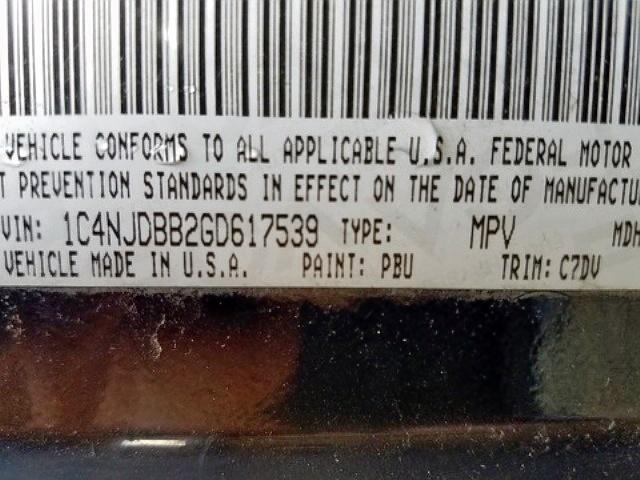 VEHICLE CONFORMS TO ALL APPLICABLE U.S.A. FEDERAL MOTOR
T PREVENTION STANDARDS IN EFFECT ON THE DATE OF MANUFACTU
VIN: 1C4NJDBB2GD617539 TYPE: MPV MDH
VEHICLE MADE IN U.S.A. PAINT: PBU TRIM: C7DV